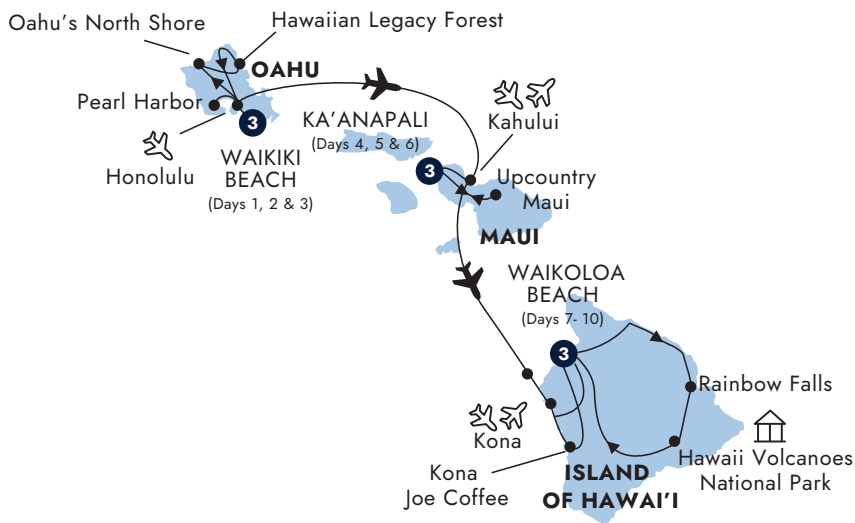 Oahu's North Shore
Hawaiian Legacy Forest
OAHU
Pearl Harbor
3
Honolulu
WAIKIKI
BEACH
(Days 1, 2 & 3)
KA'ANAPALI
(Days 4, 5 & 6)
3
Kahului
Upcountry
Maui
MAUI
WAIKOLOA
BEACH
(Days 7- 10)
3
Rainbow Falls
Kona
Hawaii Volcanoes
National Park
Kona
Joe Coffee
ISLAND
OF HAWAI'I